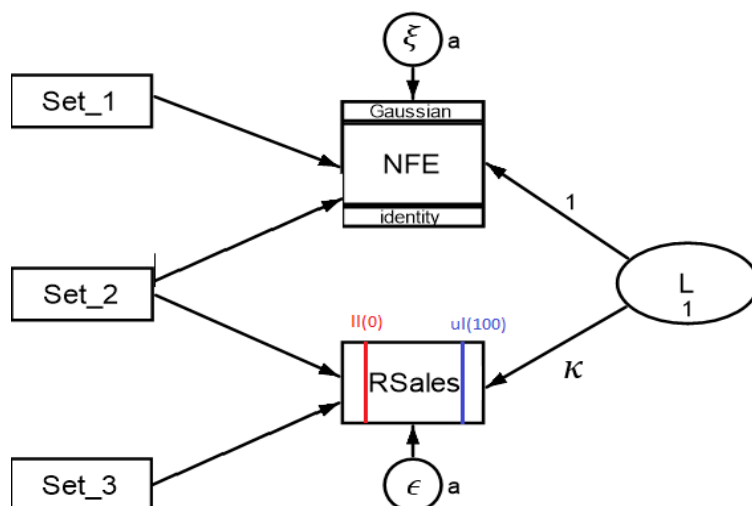 ξ a
Set_1
Gaussian
NFE
identity
1
Set_2
L
1
ll(0) ul(100)
RSales
κ
Set_3
ϵ a